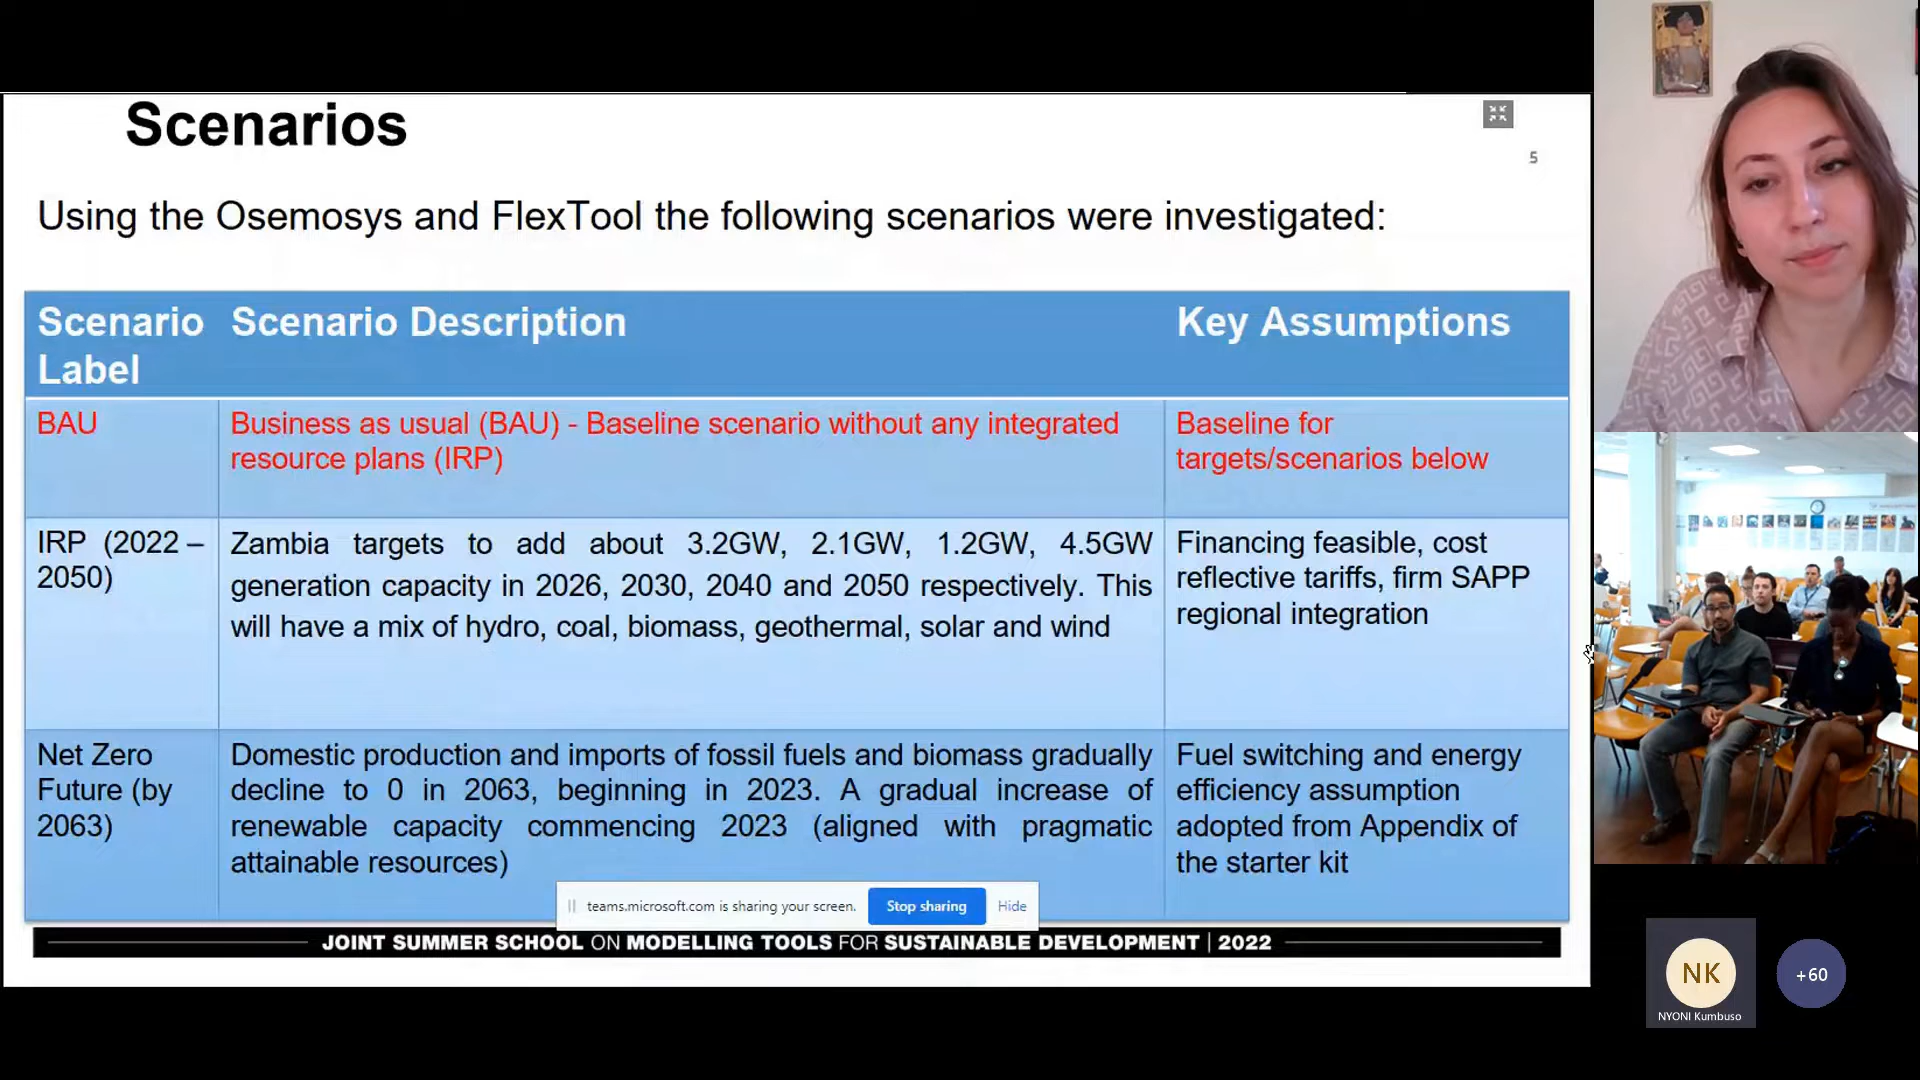 Scenarios
5
Using the Osemosys and FlexTool the following scenarios were investigated:
Scenario Label
Scenario Description
Key Assumptions
BAU
Business as usual (BAU) - Baseline scenario without any integrated
resource plans (IRP)
Baseline for
targets/scenarios below
IRP (2022 –
2050)
Zambia targets to add about 3.2GW, 2.1GW, 1.2GW, 4.5GW
generation capacity in 2026, 2030, 2040 and 2050 respectively. This
will have a mix of hydro, coal, biomass, geothermal, solar and wind
Financing feasible, cost
reflective tariffs, firm SAPP
regional integration
Net Zero
Future (by
2063)
Domestic production and imports of fossil fuels and biomass gradually
decline to 0 in 2063, beginning in 2023. A gradual increase of
renewable capacity commencing 2023 (aligned with pragmatic
attainable resources)
Fuel switching and energy
efficiency assumption
adopted from Appendix of
the starter kit
teams.microsoft.com is sharing your screen.
Stop sharing
Hide
JOINT SUMMER SCHOOL ON MODELLING TOOLS FOR SUSTAINABLE DEVELOPMENT | 2022
NK
NYONI Kumbuso
+60